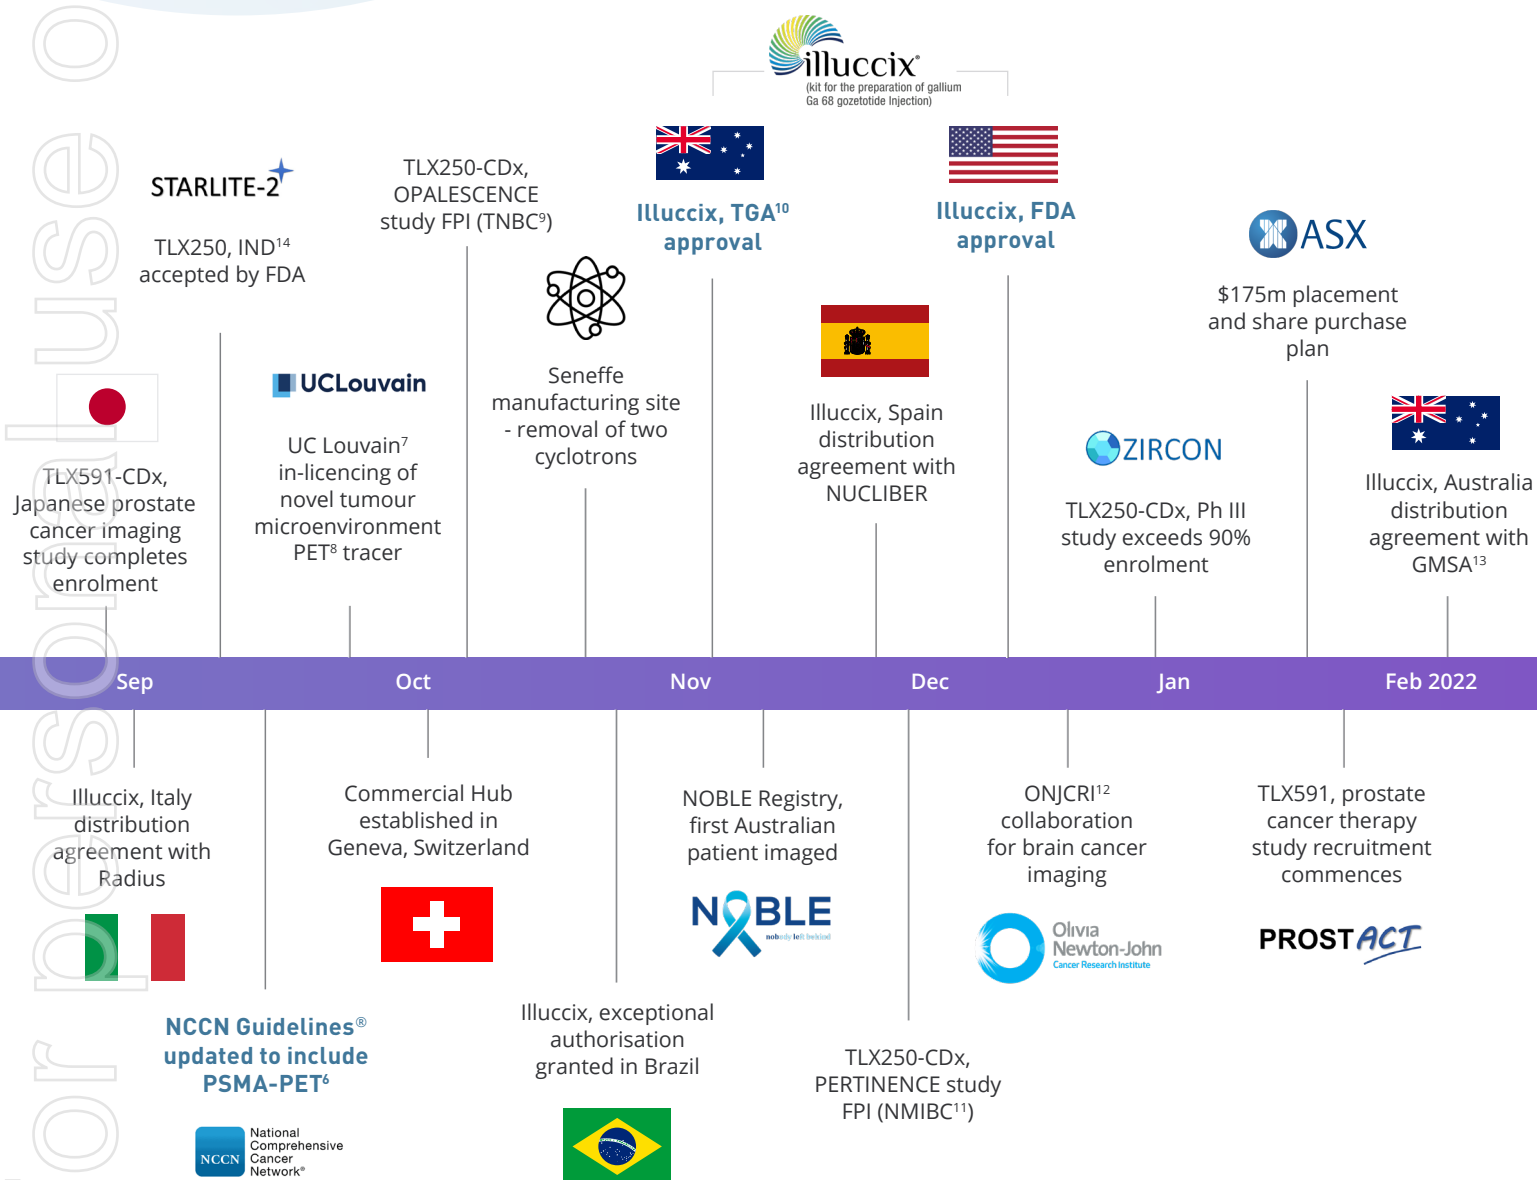 illuccix®
(kit for the preparation of gallium
Ga 68 gozetotide Injection)
STARLITE-2
TLX250, IND14
accepted by FDA
TLX250-CDx,
OPALESCENCE
study FPI (TNBC9)
Illuccix, TGA10
approval
Illuccix, FDA
approval
ASX
$175m placement
and share purchase
plan
TLX591-CDx,
Japanese prostate
cancer imaging
study completes
enrolment
UCLouvain
UC Louvain7
in-licencing of
novel tumour
microenvironment
PET8 tracer
Seneffe
manufacturing site
- removal of two
cyclotrons
Illuccix, Spain
distribution
agreement with
NUCLIBER
ZIRCON
TLX250-CDx, Ph III
study exceeds 90%
enrolment
Illuccix, Australia
distribution
agreement with
GMSA13
Sep
Oct
Nov
Dec
Jan
Feb 2022
Illuccix, Italy
distribution
agreement with
Radius
NCCN Guidelines®
updated to include
PSMA-PET6
NCCN
National
Comprehensive
Cancer
Network®
Commercial Hub
established in
Geneva, Switzerland
Illuccix, exceptional
authorisation
granted in Brazil
NOBLE Registry,
first Australian
patient imaged
NOBLE
nobody left behind
TLX250-CDx,
PERTINENCE study
FPI (NMIBC11)
ONJCRI12
collaboration
for brain cancer
imaging
Olivia
Newton-John
Cancer Research Institute
TLX591, prostate
cancer therapy
study recruitment
commences
PROSTACT
or personal use o